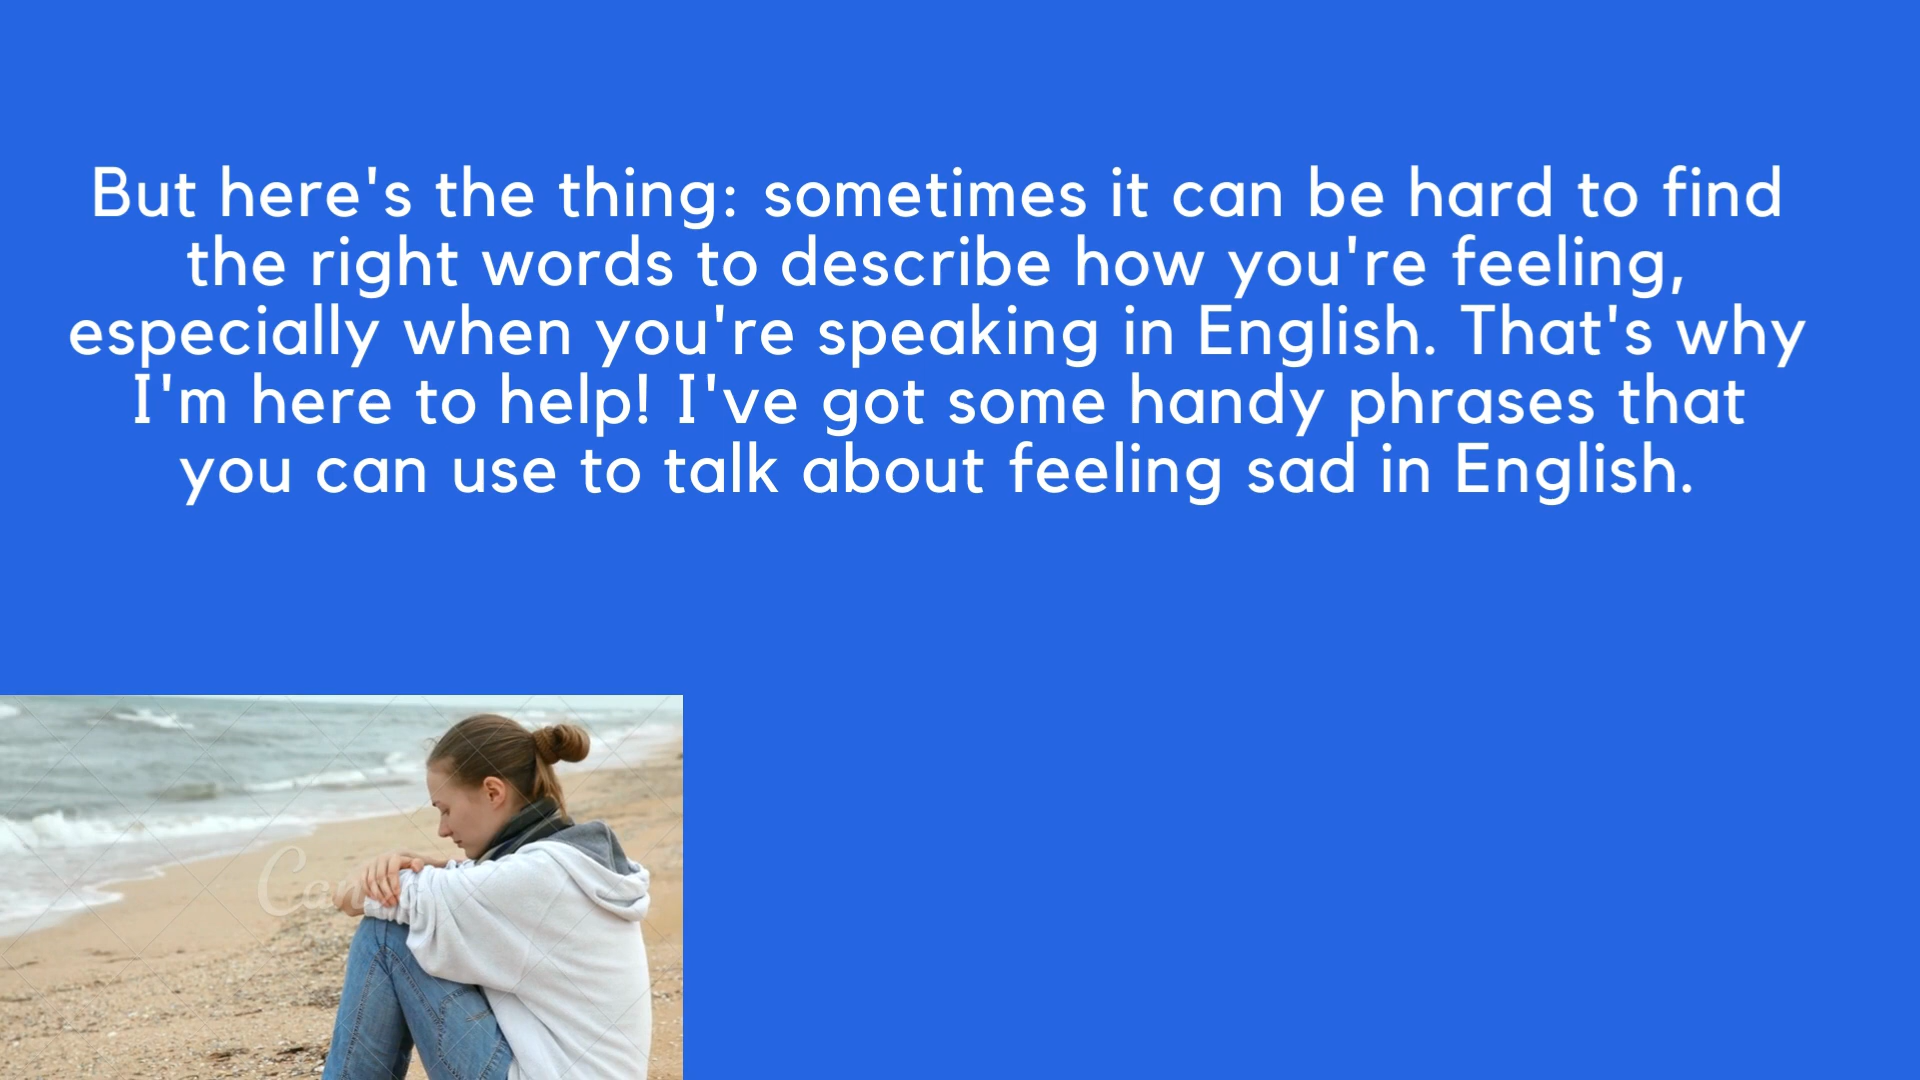 But here's the thing: sometimes it can be hard to find
the right words to describe how you're feeling,
especially when you're speaking in English. That's why
I'm here to help! I've got some handy phrases that
you can use to talk about feeling sad in English.
Canva